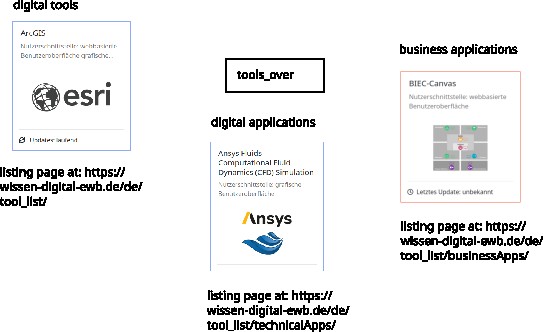 digital tools
ArcGIS
Nutzerschnittstelle: webbasierte
Benutzeroberfläche grafische...
esri
Updates: laufend
listing page at: https://
wissen-digital-ewb.de/de/
tool_list/
tools_over
digital applications
Ansys Fluids
Computational Fluid
Dynamics (CFD) Simulation
Nutzerschnittstelle: grafische
Benutzeroberfläche
Ansys
listing page at: https://
wissen-digital-ewb.de/de/
tool_list/technicalApps/
business applications
BIEC-Canvas
Nutzerschnittstelle: webbasierte
Benutzeroberfläche
Letztes Update: unbekannt
listing page at: https://
wissen-digital-ewb.de/de/
tool_list/businessApps/